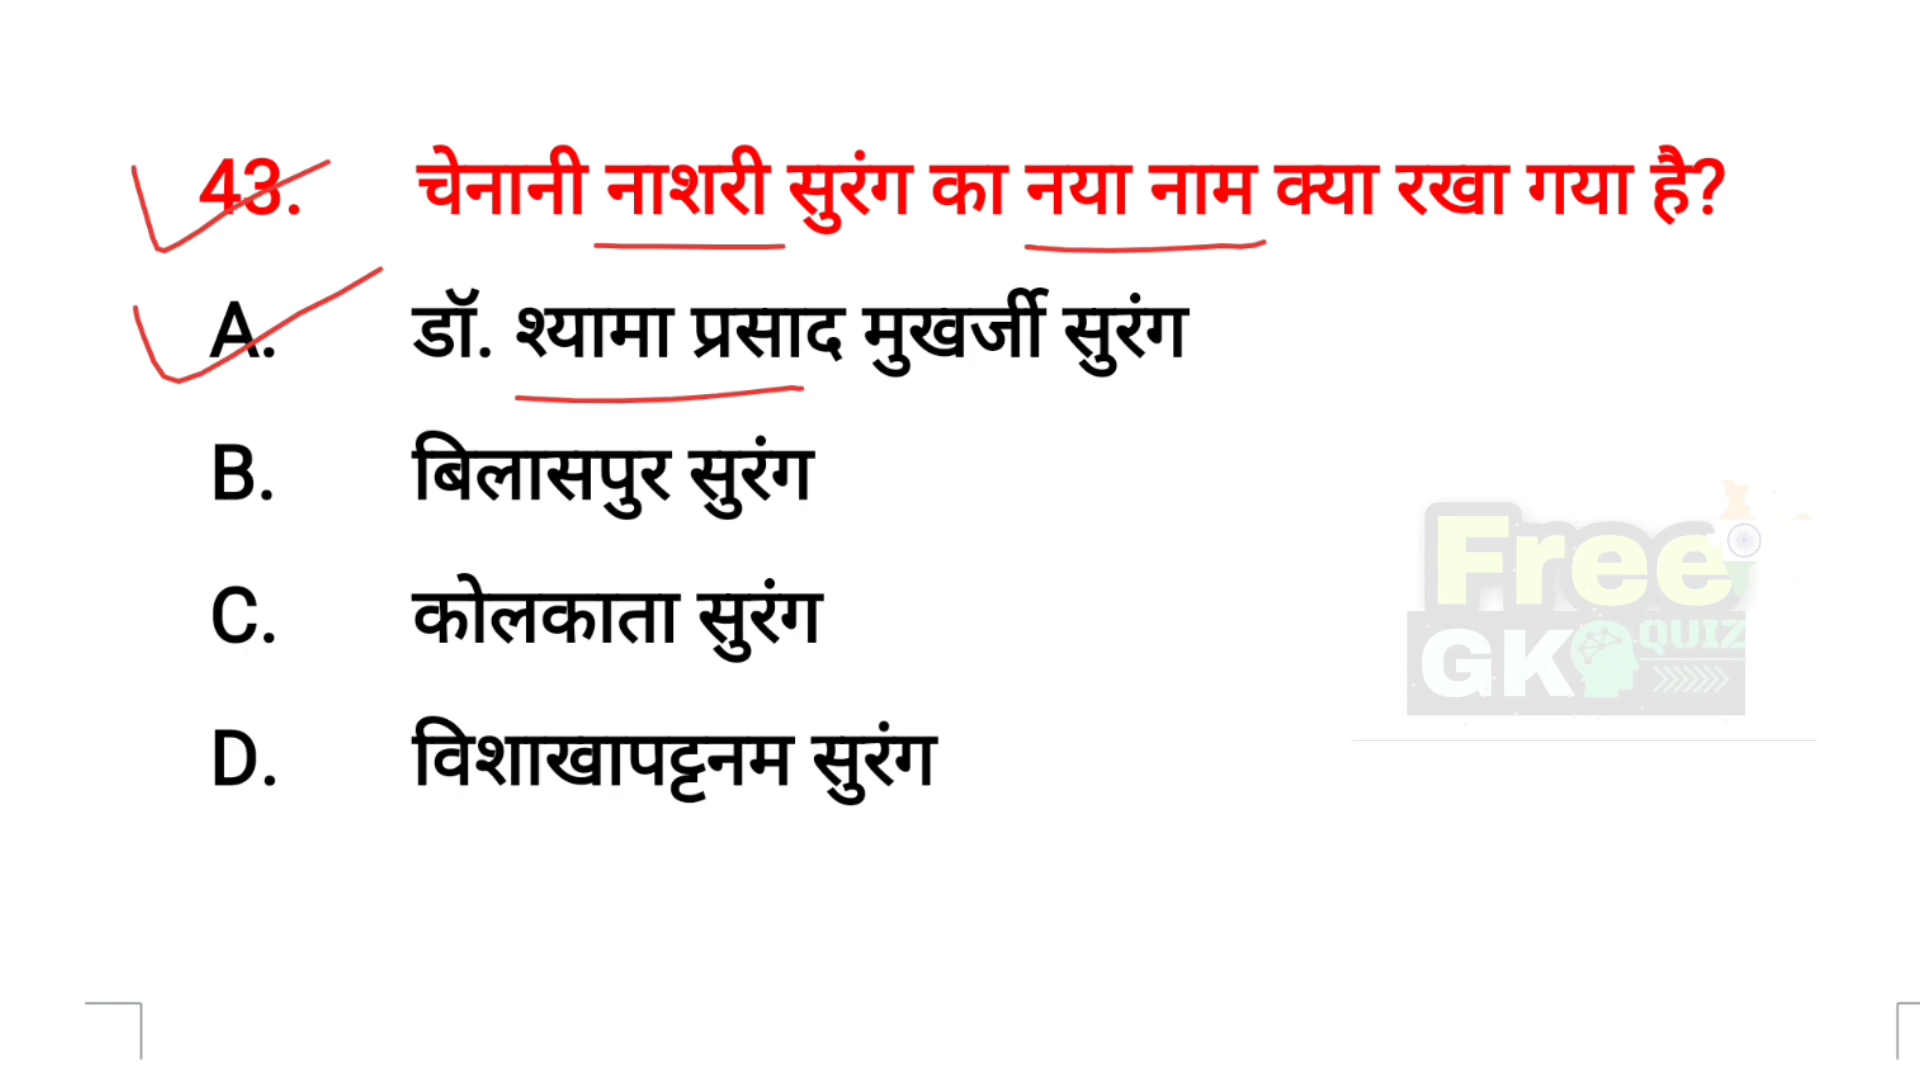 43. चेनानी नाशरी सुरंग का नया नाम क्या रखा गया है?
A. डॉ. श्यामा प्रसाद मुखर्जी सुरंग
B. बिलासपुर सुरंग
C. कोलकाता सुरंग
D. विशाखापट्टनम सुरंग
Free
GK QUIZ